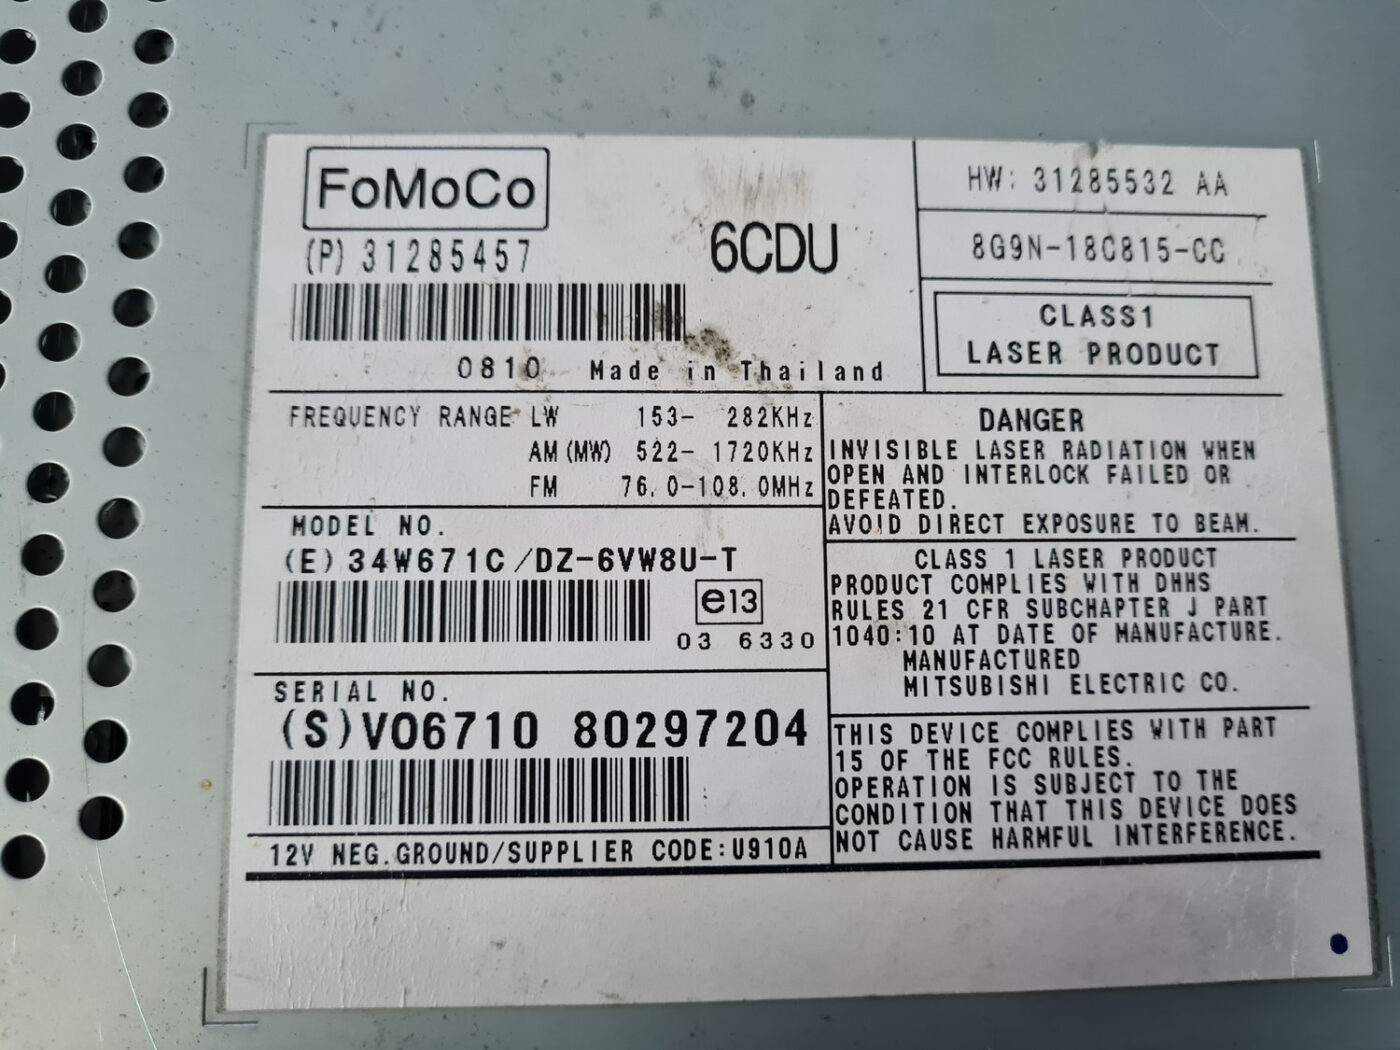 FoMoCo
(P) 31285457
6CDU
0810 Made in Thailand
HW: 31285532 AA
8G9N-18C815-CC
CLASS1
LASER PRODUCT
FREQUENCY RANGE LW 153- 282KHz
AM (MW) 522- 1720KHz
FM 76.0-108.0MHz
MODEL NO.
(E) 34W671C/DZ-6VW8U-T
e13
03 6330
SERIAL NO.
(S) VO6710 80297204
12V NEG.GROUND/SUPPLIER CODE:U910A
DANGER
INVISIBLE LASER RADIATION WHEN
OPEN AND INTERLOCK FAILED OR
DEFEATED.
AVOID DIRECT EXPOSURE TO BEAM.
CLASS 1 LASER PRODUCT
PRODUCT COMPLIES WITH DHHS
RULES 21 CFR SUBCHAPTER J PART
1040:10 AT DATE OF MANUFACTURE.
MANUFACTURED
MITSUBISHI ELECTRIC CO.
THIS DEVICE COMPLIES WITH PART
15 OF THE FCC RULES.
OPERATION IS SUBJECT TO THE
CONDITION THAT THIS DEVICE DOES
NOT CAUSE HARMFUL INTERFERENCE.